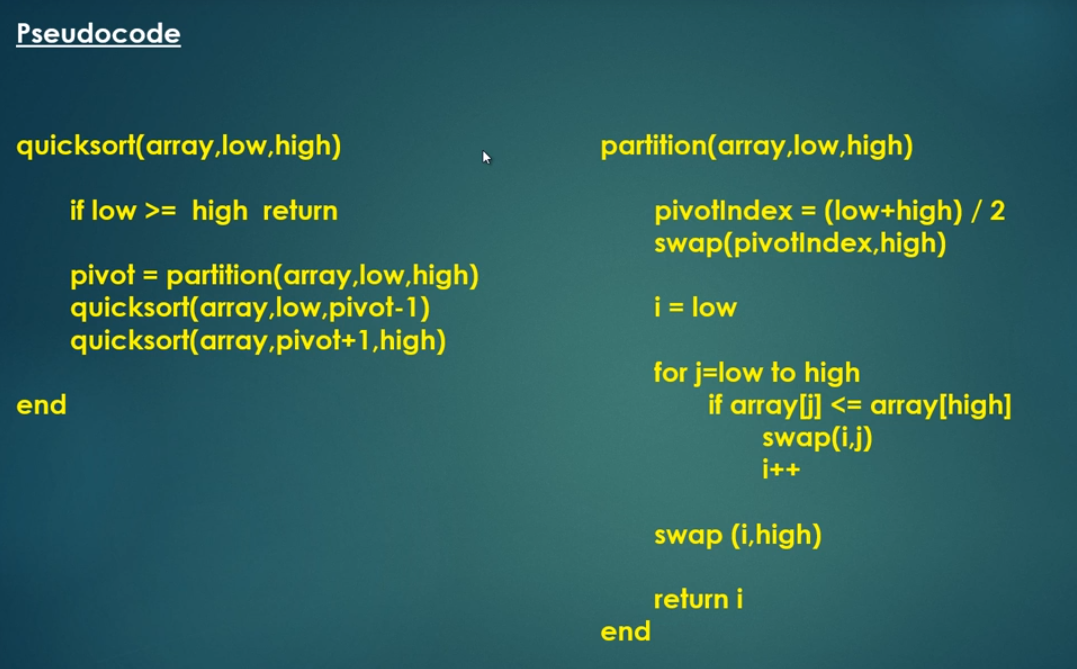 Pseudocode
quicksort(array,low,high)
if low >= high return
pivot = partition(array,low,high)
quicksort(array,low,pivot-1)
quicksort(array,pivot+1,high)
end
partition(array,low,high)
pivotIndex = (low+high) / 2
swap(pivotIndex,high)
i = low
for j=low to high
if array[j] <= array[high]
swap(i,j)
i++
swap (i,high)
return i
end